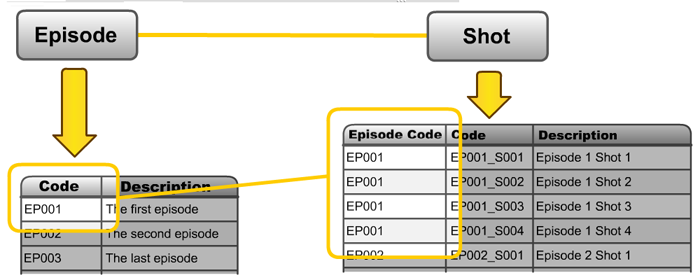 Episode
Shot
Code Description
EP001 The first episode
EP002 The second episode
EP003 The last episode
Episode Code Code Description
EP001 EP001_S001 Episode 1 Shot 1
EP001 EP001_S002 Episode 1 Shot 2
EP001 EP001_S003 Episode 1 Shot 3
EP001 EP001_S004 Episode 1 Shot 4
EP002 EP002_S001 Episode 2 Shot 1